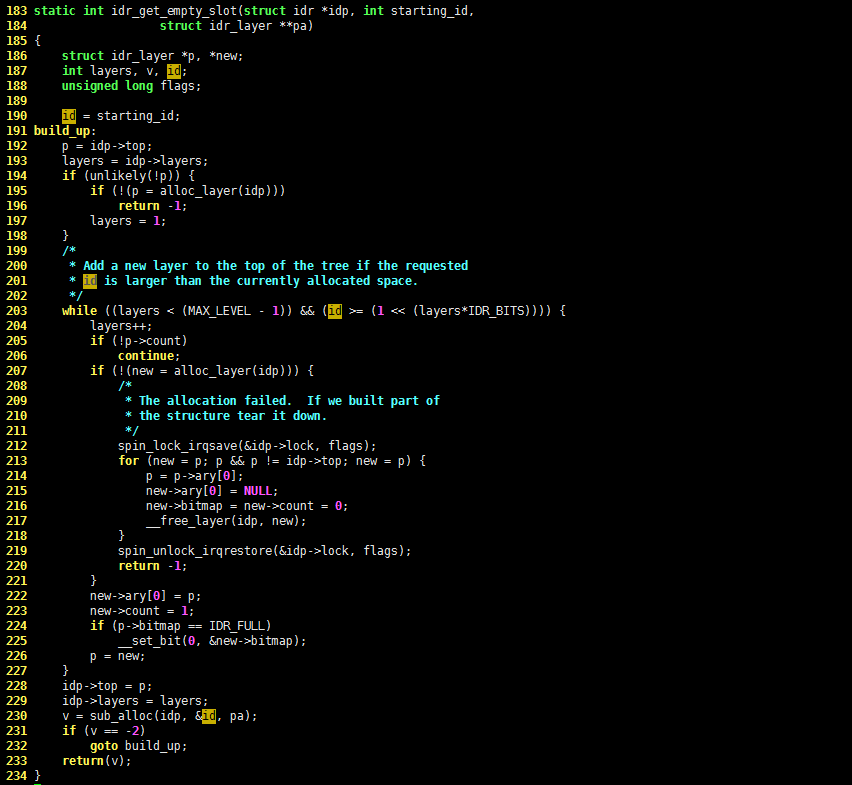 183 static int idr_get_empty_slot(struct idr *idp, int starting_id,
184                   struct idr_layer **pa)
185 {
186     struct idr_layer *p, *new;
187     int layers, v, id;
188     unsigned long flags;
189
190     id = starting_id;
191 build_up:
192     p = idp->top;
193     layers = idp->layers;
194     if (unlikely(!p)) {
195         if (!(p = alloc_layer(idp)))
196             return -1;
197         layers = 1;
198     }
199     /*
200      * Add a new layer to the top of the tree if the requested
201      * id is larger than the currently allocated space.
202      */
203     while ((layers < (MAX_LEVEL - 1)) && (id >= (1 << (layers*IDR_BITS)))) {
204         layers++;
205         if (!p->count)
206             continue;
207         if (!(new = alloc_layer(idp))) {
208             /*
209              * The allocation failed.  If we built part of
210              * the structure tear it down.
211              */
212             spin_lock_irqsave(&idp->lock, flags);
213             for (new = p; p && p != idp->top; new = p) {
214                 p = p->ary[0];
215                 new->ary[0] = NULL;
216                 new->bitmap = new->count = 0;
217                 __free_layer(idp, new);
218             }
219             spin_unlock_irqrestore(&idp->lock, flags);
220             return -1;
221         }
222         new->ary[0] = p;
223         new->count = 1;
224         if (p->bitmap == IDR_FULL)
225             __set_bit(0, &new->bitmap);
226         p = new;
227     }
228     idp->top = p;
229     idp->layers = layers;
230     v = sub_alloc(idp, &id, pa);
231     if (v == -2)
232         goto build_up;
233     return(v);
234 }